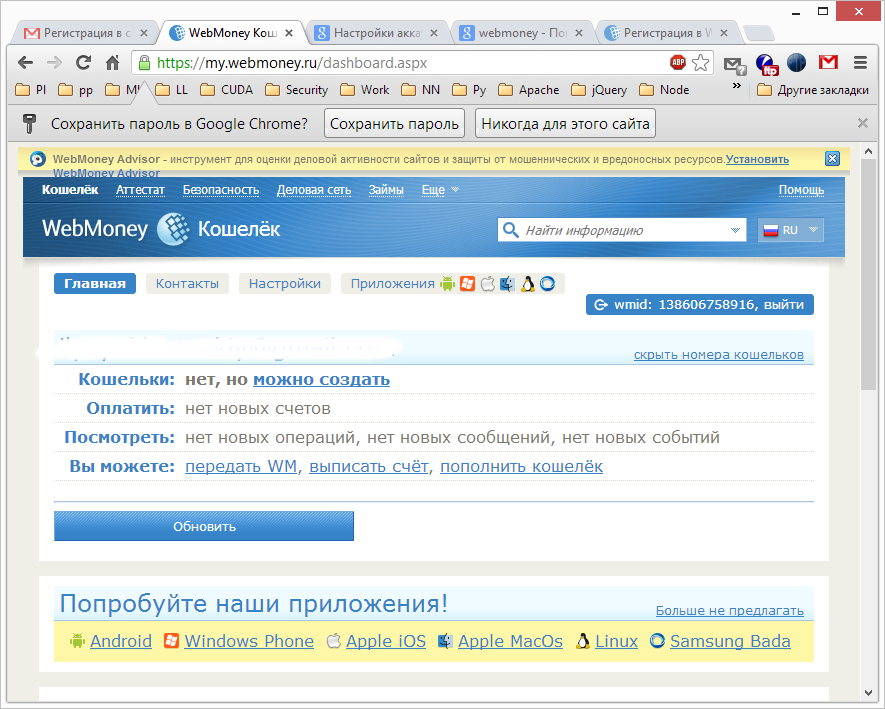 Регистрация в с
WebMoney Кош
Настройки акка
webmoney - По
Регистрация в W
https://my.webmoney.ru/dashboard.aspx
ABP
PI
pp
LL
CUDA
Security
Work
NN
Py
Apache
jQuery
Node
»
Другие закладки
Сохранить пароль в Google Chrome?
Сохранить пароль
Никогда для этого сайта
WebMoney Advisor - инструмент для оценки деловой активности сайтов и защиты от мошеннических и вредоносных ресурсов.Установить
WebMoney Advisor
Кошелёк Аттестат Безопасность Деловая сеть Займы Еще Помощь
WebMoney Кошелёк
Найти информацию
RU
Главная Контакты Настройки Приложения
wmid: 138606758916, выйти
скрыть номера кошельков
Кошельки: нет, но можно создать
Оплатить: нет новых счетов
Посмотреть: нет новых операций, нет новых сообщений, нет новых событий
Вы можете: передать WM, выписать счёт, пополнить кошелёк
Обновить
Попробуйте наши приложения!
Больше не предлагать
Android Windows Phone Apple iOS Apple MacOS Linux Samsung Bada